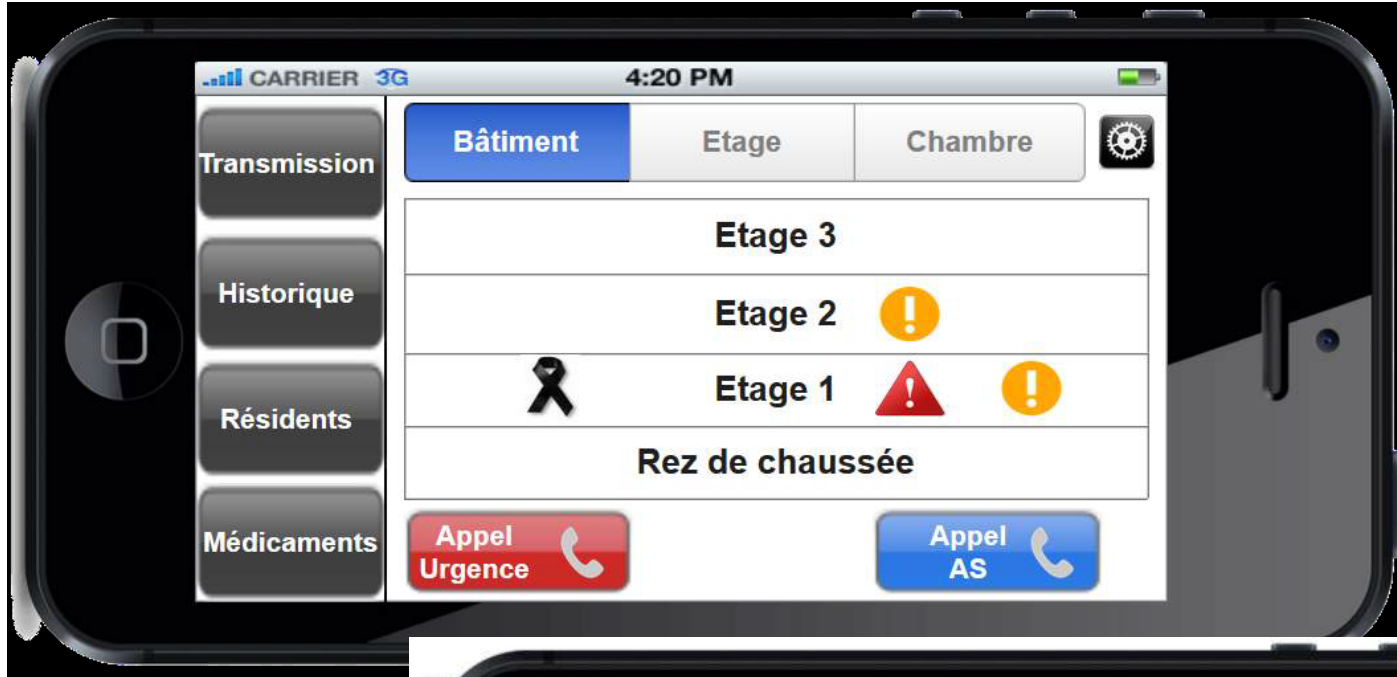 CARRIER 3G 4:20 PM
Transmission
Historique
Résidents
Médicaments
Bâtiment Etage Chambre
Etage 3
Etage 2
Etage 1
Rez de chaussée
Appel
Urgence
Appel
AS